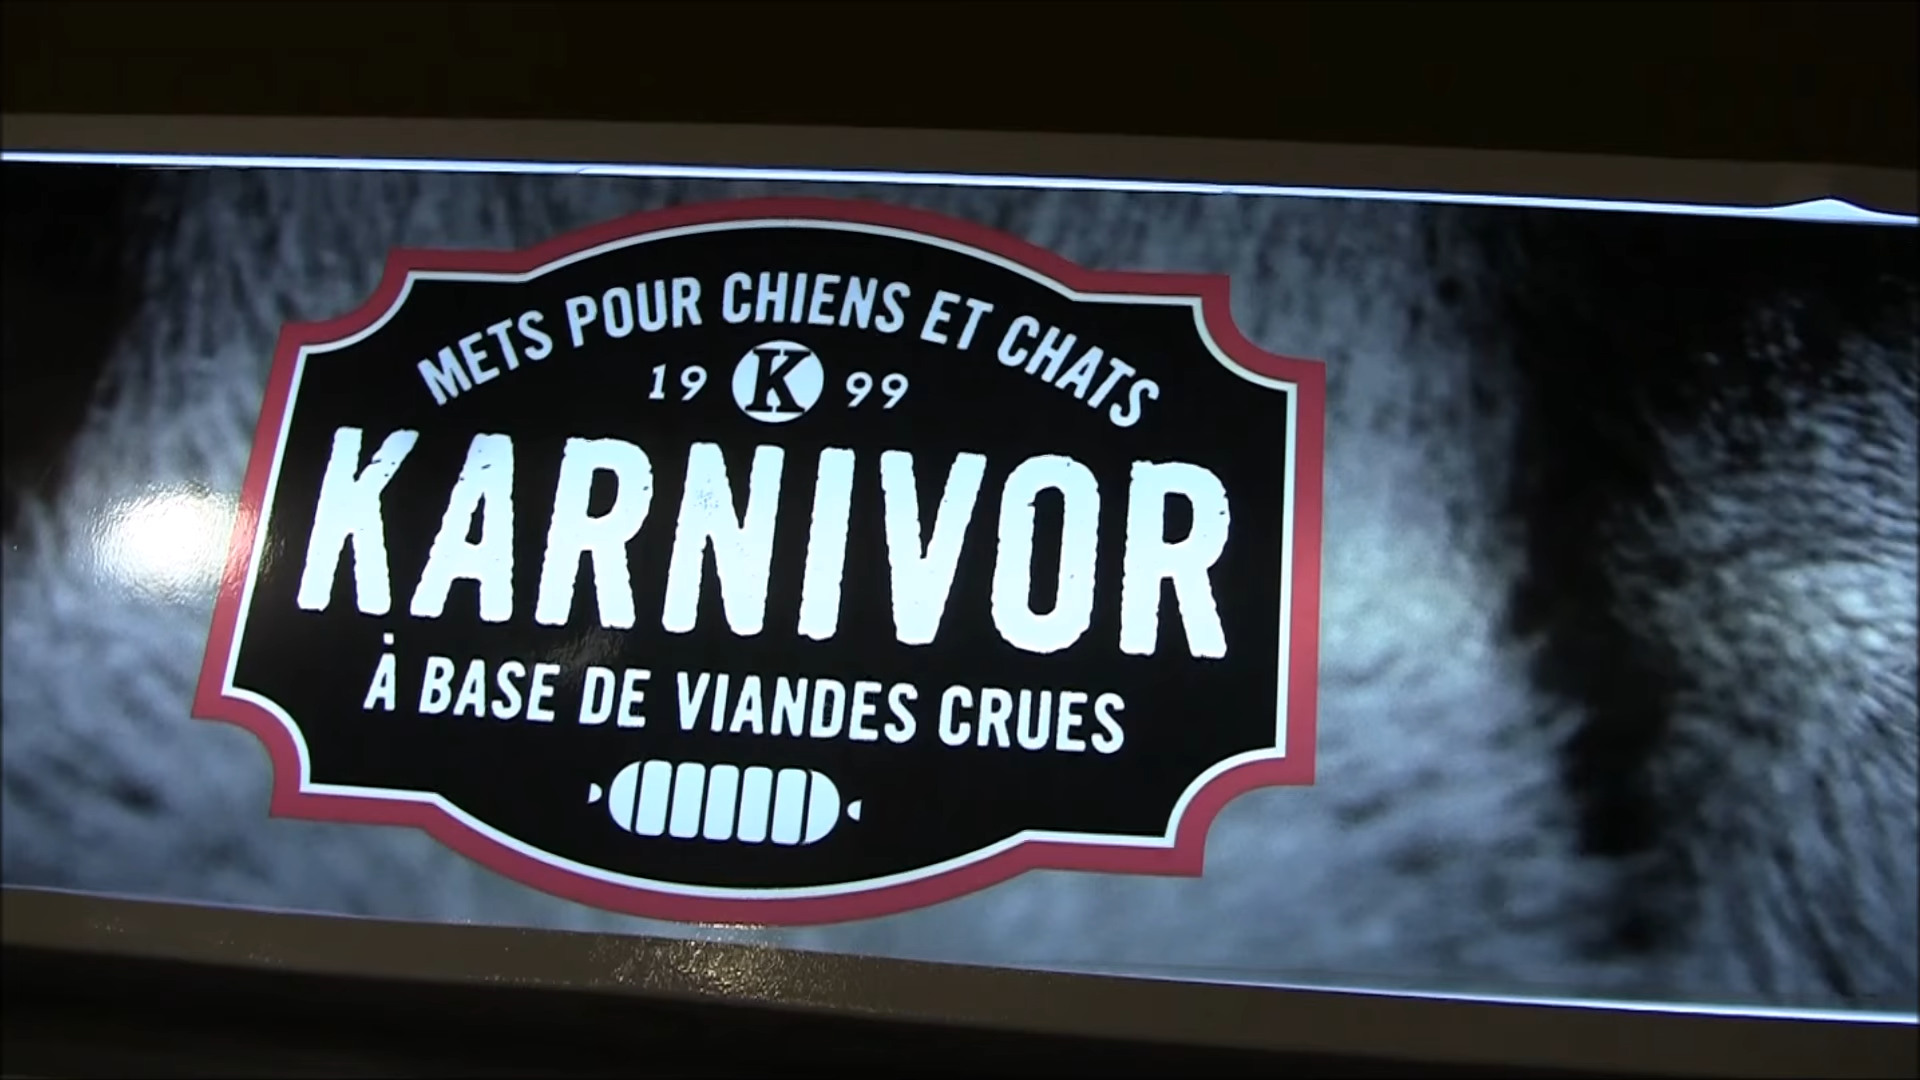 METS POUR CHIENS ET CHATS
19 K 99
KARNIVOR
À BASE DE VIANDES CRUES